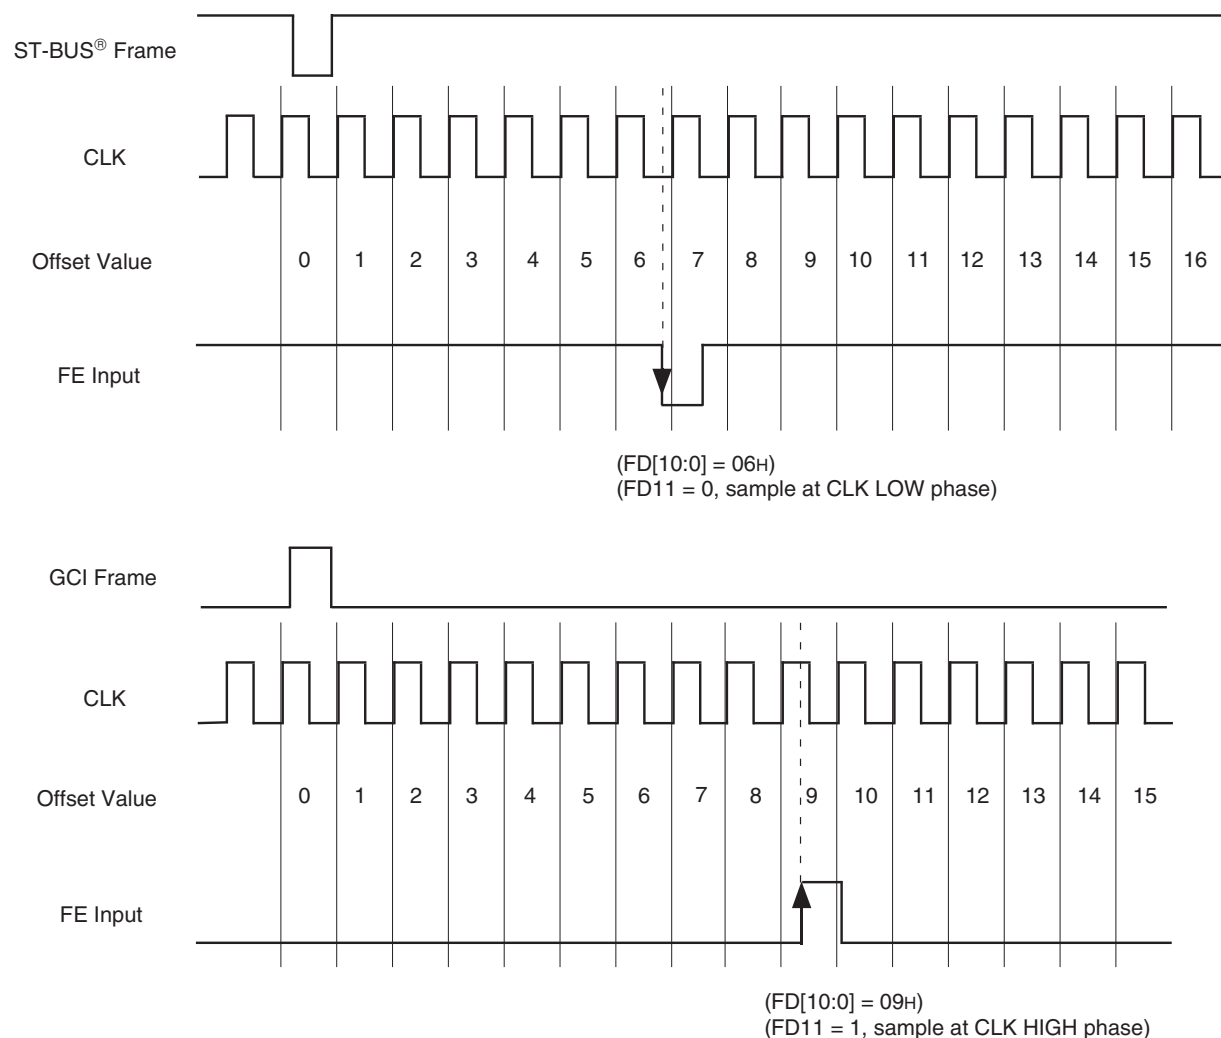 ST-BUS® Frame
CLK
Offset Value 0 1 2 3 4 5 6 7 8 9 10 11 12 13 14 15 16
FE Input
(FD[10:0] = 06H)
(FD11 = 0, sample at CLK LOW phase)
GCI Frame
CLK
Offset Value 0 1 2 3 4 5 6 7 8 9 10 11 12 13 14 15
FE Input
(FD[10:0] = 09H)
(FD11 = 1, sample at CLK HIGH phase)